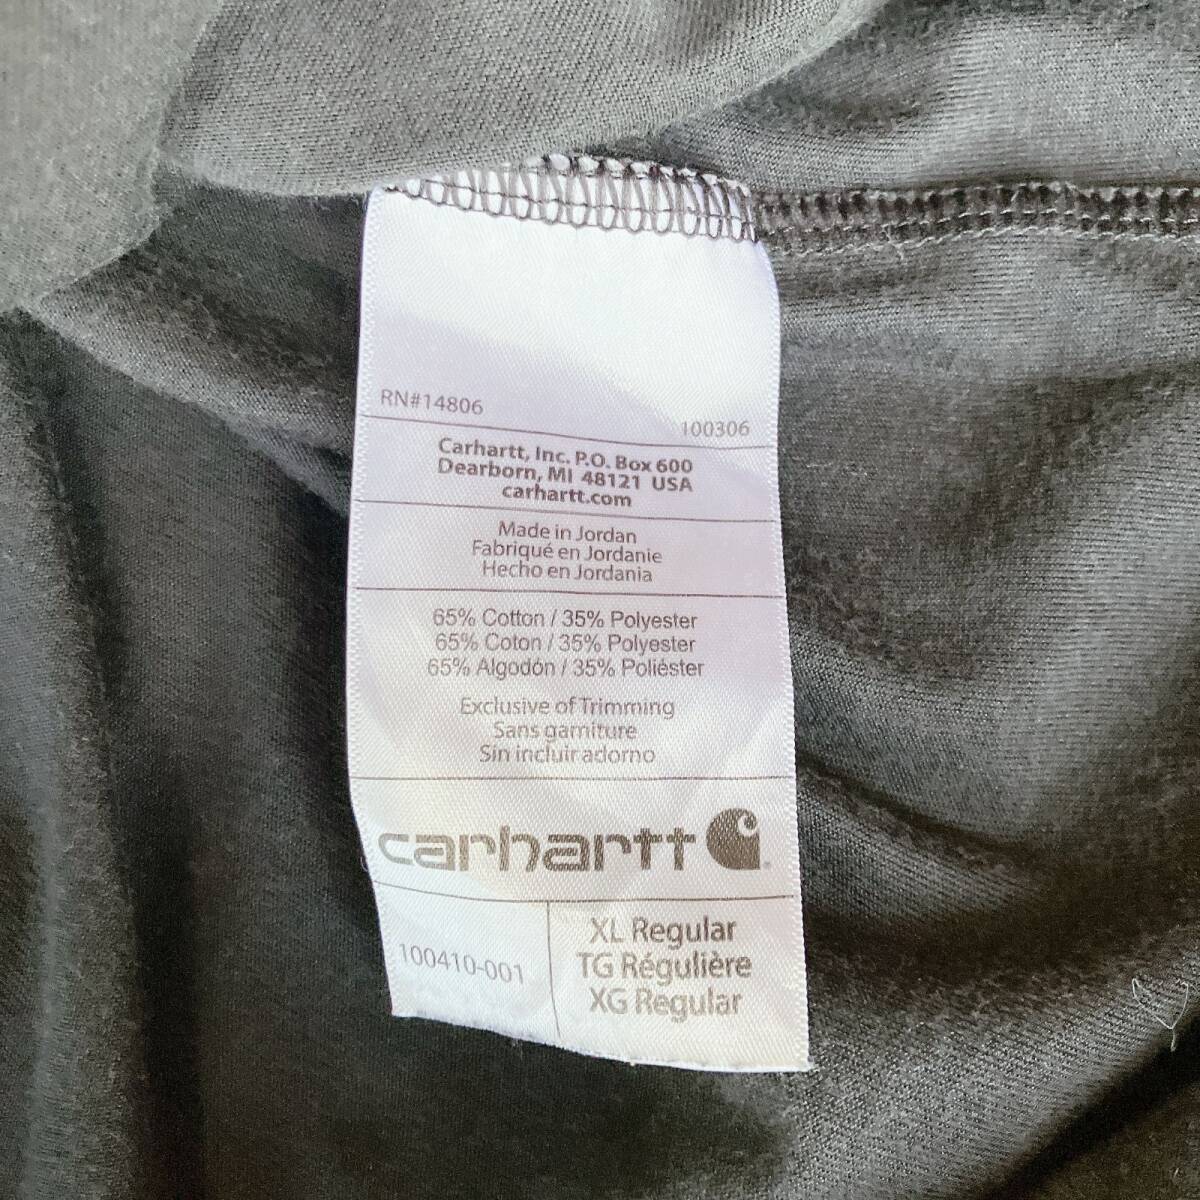 RN#14806
100306
Carhartt, Inc. P.O. Box 600
Dearborn, MI 48121 USA
carhartt.com
Made in Jordan
Fabriqué en Jordanie
Hecho en Jordania
65% Cotton / 35% Polyester
65% Coton / 35% Polyester
65% Algodón / 35% Poliéster
Exclusive of Trimming
Sans garniture
Sin incluir adorno
carhartt
100410-001
XL Regular
TG Régulière
XG Regular